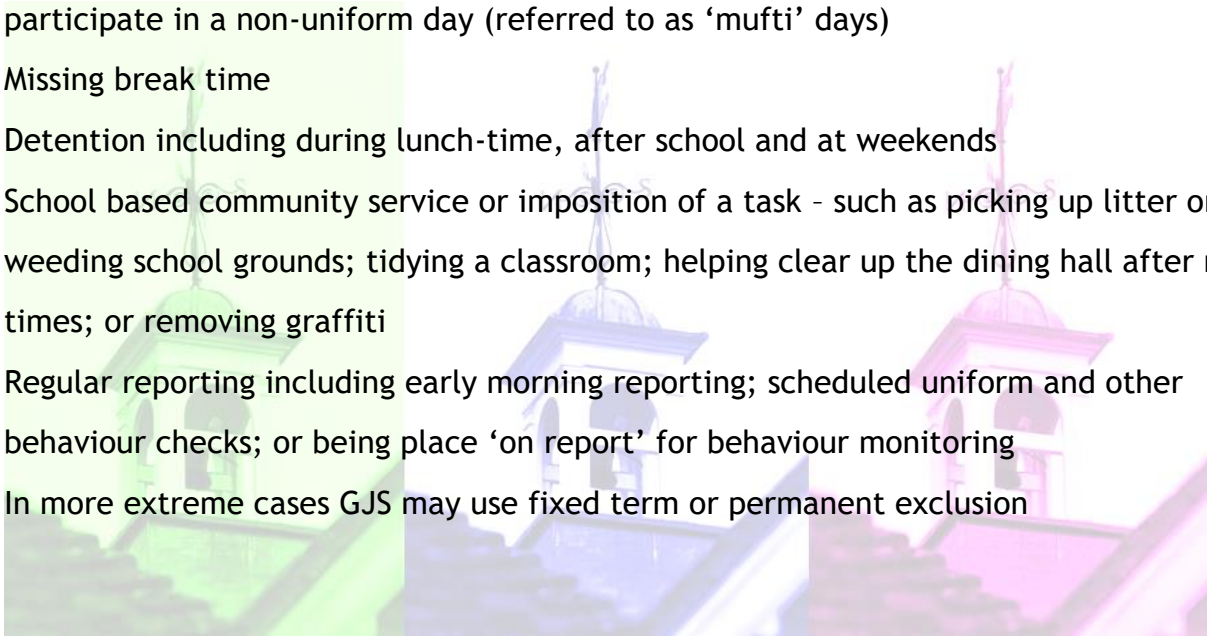 participate in a non-uniform day (referred to as ‘mufti’ days)
Missing break time
Detention including during lunch-time, after school and at weekends
School based community service or imposition of a task – such as picking up litter or
weeding school grounds; tidying a classroom; helping clear up the dining hall after
times; or removing graffiti
Regular reporting including early morning reporting; scheduled uniform and other
behaviour checks; or being place ‘on report’ for behaviour monitoring
In more extreme cases GJS may use fixed term or permanent exclusion